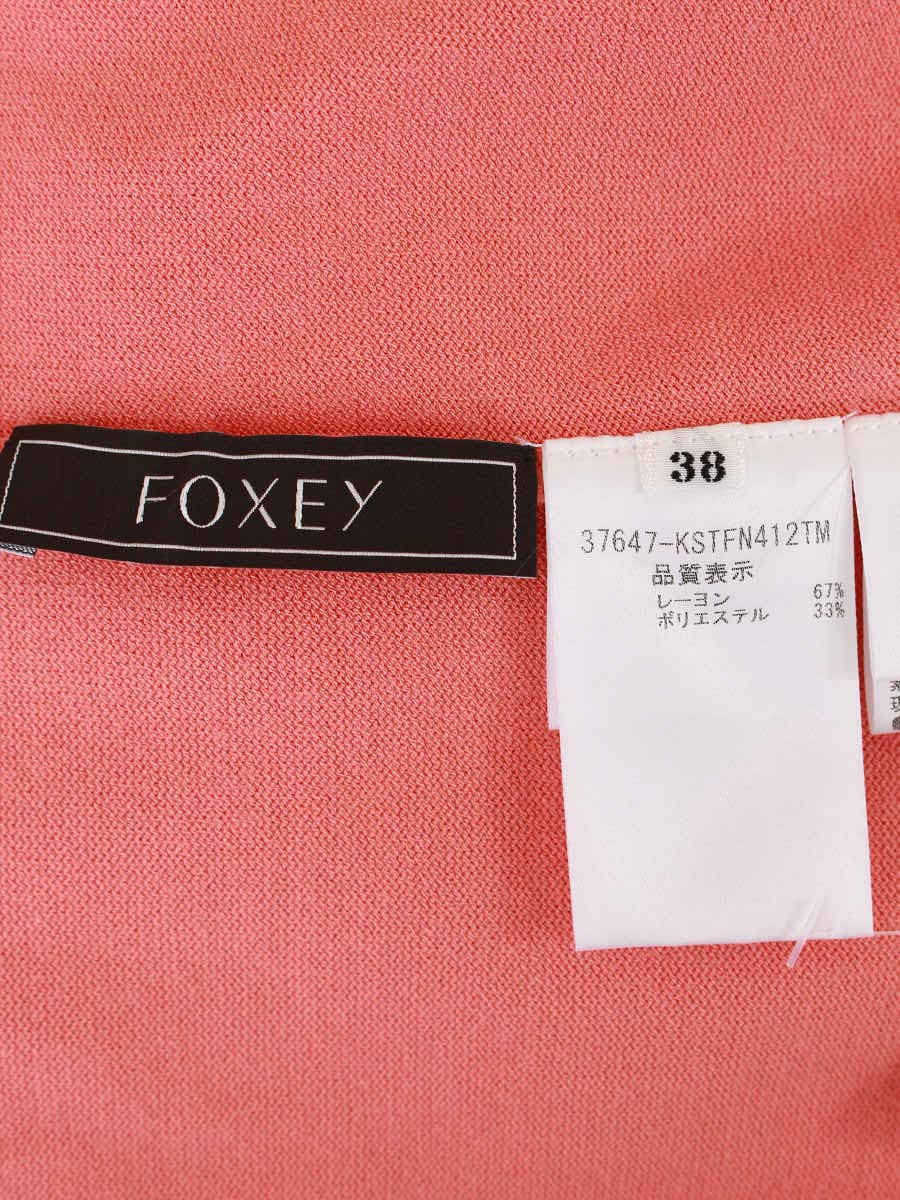 FOXEY
38
37647-KSTFN412TM
品質表示
レーヨン 67%
ポリエステル 33%